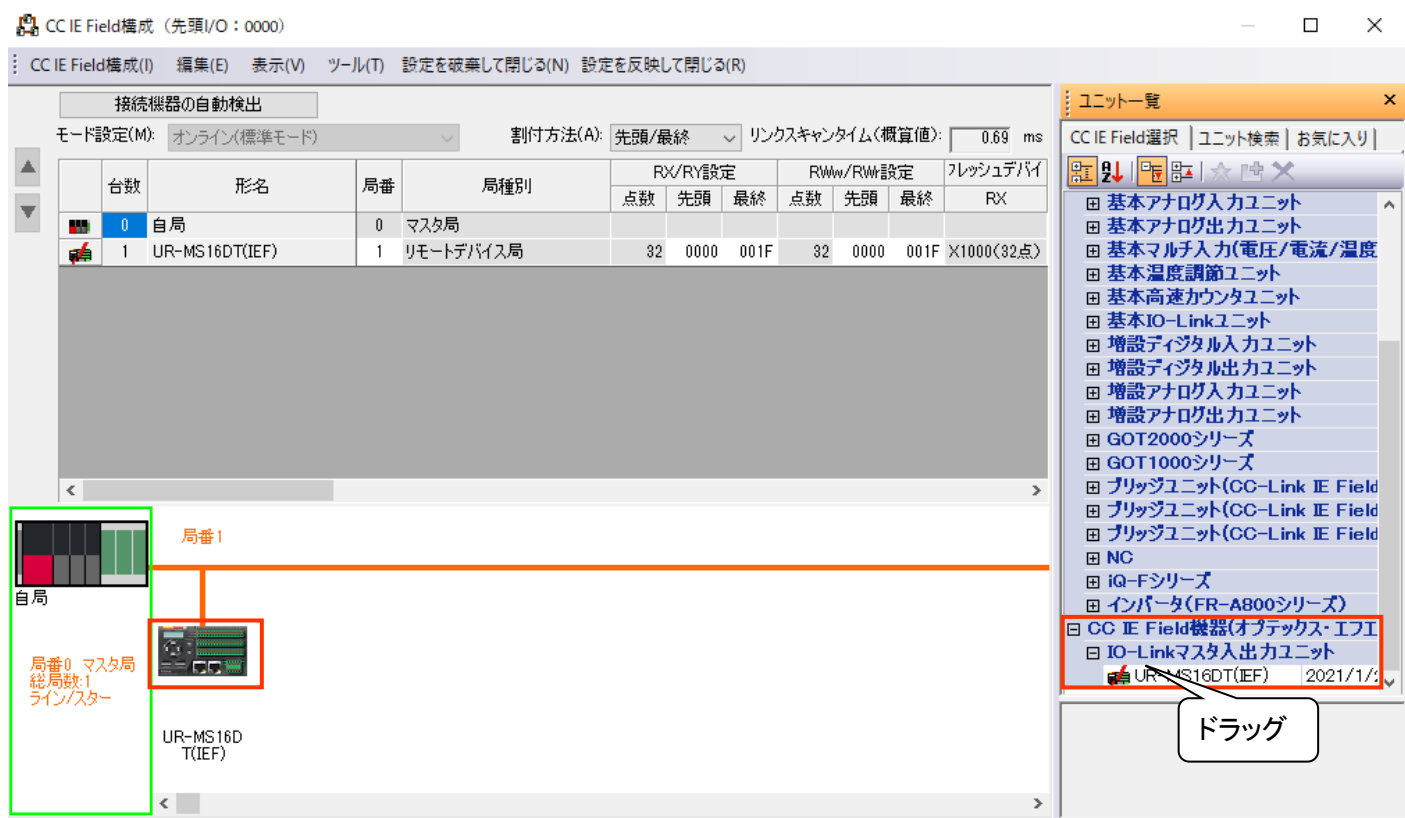 CC IE Field構成（先頭I/O：0000）
CC IE Field構成(I) 編集(E) 表示(V) ツール(T) 設定を破棄して閉じる(N) 設定を反映して閉じる(R)
接続機器の自動検出
モード設定(M): オンライン(標準モード) 割付方法(A): 先頭/最終 リンクスキャンタイム(概算値): 0.69 ms
台数 形名 局番 局種別 RX/RY設定 RWw/RWr設定 フレッシュデバイ
点数 先頭 最終 点数 先頭 最終 RX
0 自局 0 マスタ局
1 UR-MS16DT(IEF) 1 リモートデバイス局 32 0000 001F 32 0000 001F X1000(32点)
局番1
自局
局番0 マスタ局
総局数:1
ライン/スター
UR-MS16D
T(IEF)
ユニット一覧
CC IE Field選択 ユニット検索 お気に入り
基本アナログ入力ユニット
基本アナログ出力ユニット
基本マルチ入力(電圧/電流/温度
基本温度調節ユニット
基本高速カウンタユニット
基本IO-Linkユニット
増設ディジタル入力ユニット
増設ディジタル出力ユニット
増設アナログ入力ユニット
増設アナログ出力ユニット
GOT2000シリーズ
GOT1000シリーズ
ブリッジユニット(CC-Link IE Field
ブリッジユニット(CC-Link IE Field
ブリッジユニット(CC-Link IE Field
NC
iQ-Fシリーズ
インバータ(FR-A800シリーズ)
CC IE Field機器(オプテックス・エフエ
IO-Linkマスタ入出力ユニット
UR-MS16DT(IEF) 2021/1/
ドラッグ